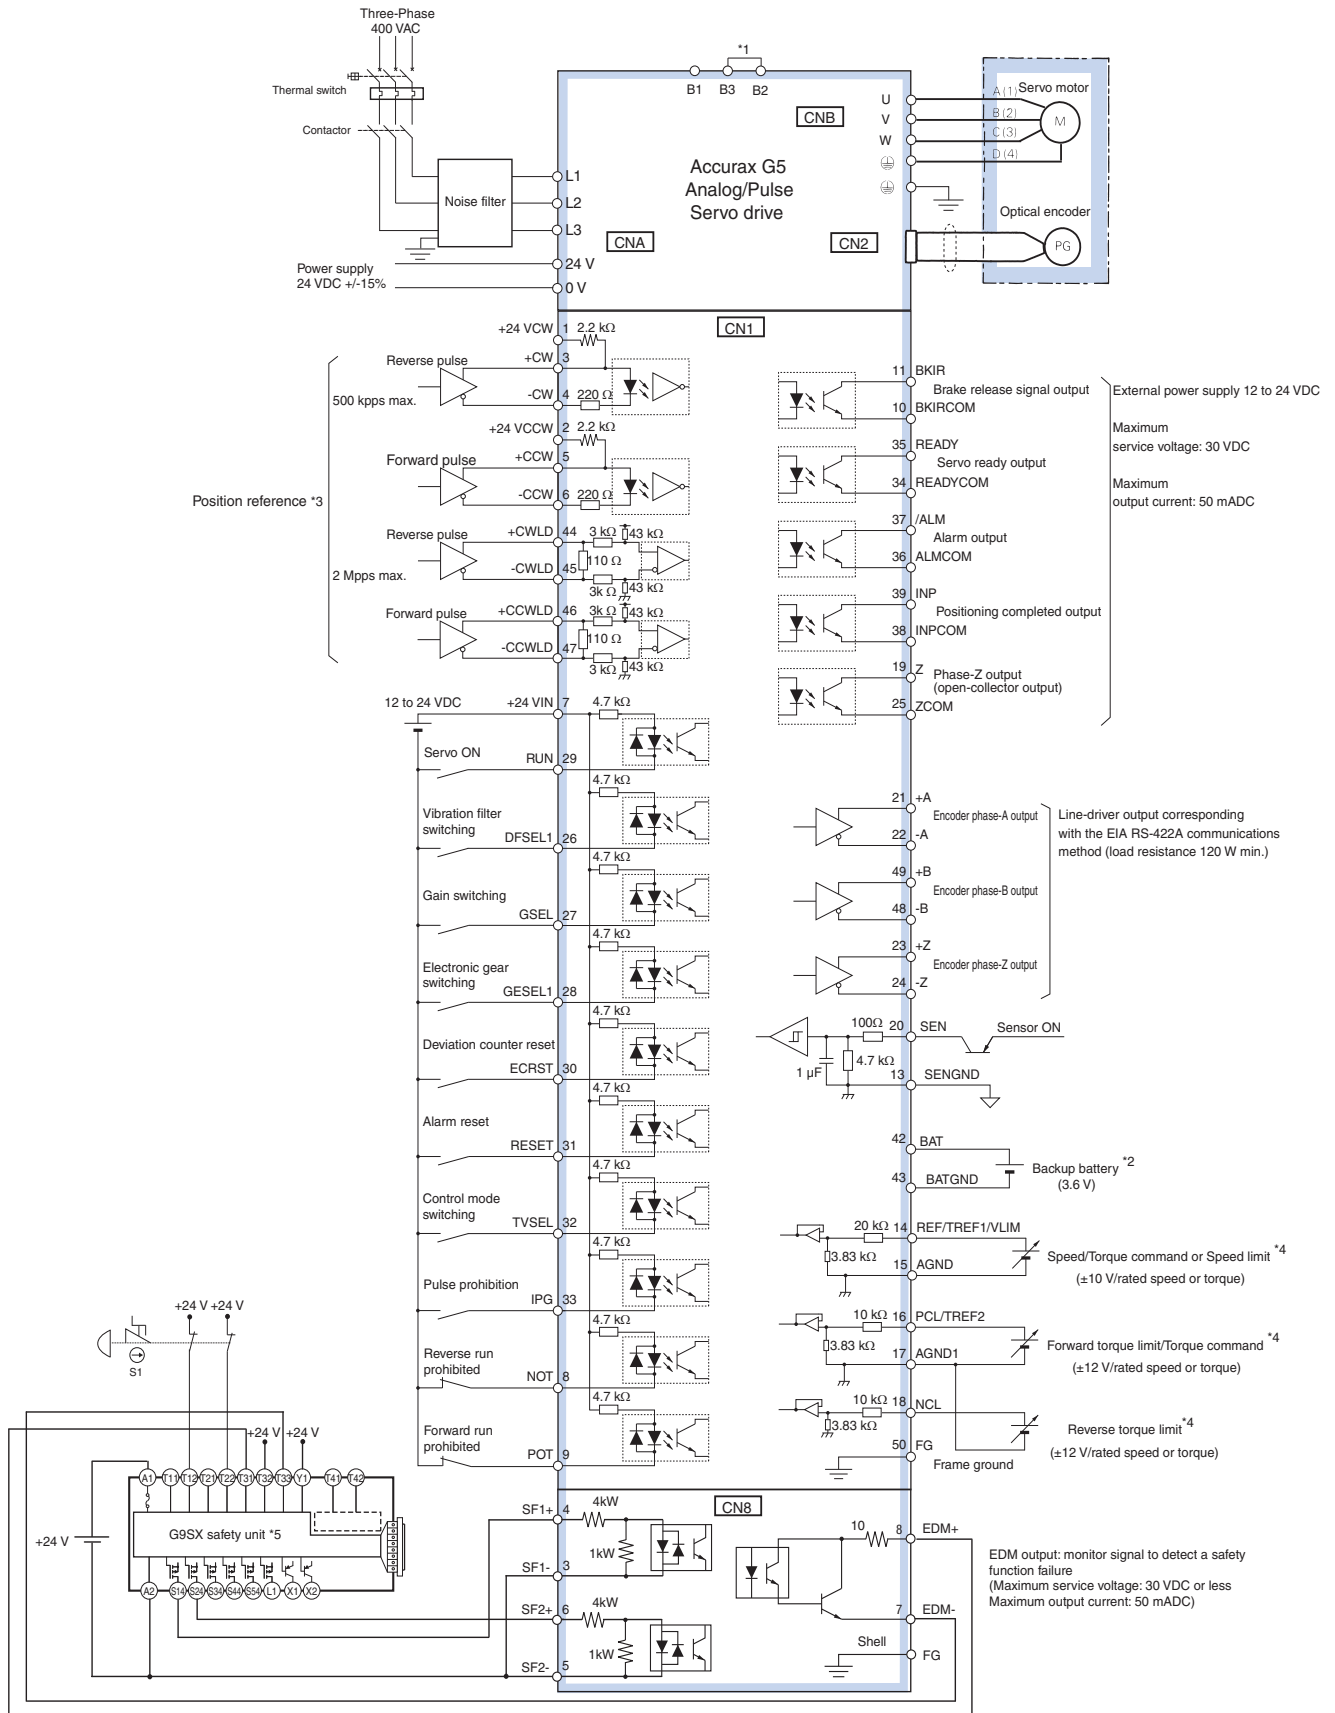 Three-Phase
400 VAC
Thermal switch
Contactor
Noise filter
L1
L2
L3
Power supply
24 VDC +/-15%
24 V
0 V
*1
B1 B3 B2
CNB
Accurax G5
Analog/Pulse
Servo drive
CNA
CN2
U
V
W
A (1)
B (2)
C (3)
D (4)
Servo motor
M
Optical encoder
PG
CN1
Position reference *3
500 kpps max.
2 Mpps max.
+24 VCW 1 2.2 kΩ
Reverse pulse
+CW 3
-CW 4 220 Ω
+24 VCCW 2 2.2 kΩ
Forward pulse
+CCW 5
-CCW 6 220 Ω
Reverse pulse
+CWLD 44 3 kΩ 43 kΩ
110 Ω
-CWLD 45 3k Ω 43 kΩ
Forward pulse
+CCWLD 46 3k Ω 43 kΩ
110 Ω
-CCWLD 47 3 kΩ 43 kΩ
12 to 24 VDC
+24 VIN 7 4.7 kΩ
Servo ON
RUN 29
4.7 kΩ
Vibration filter
switching
DFSEL1 26
4.7 kΩ
Gain switching
GSEL 27
4.7 kΩ
Electronic gear
switching
GESEL1 28
4.7 kΩ
Deviation counter reset
ECRST 30
4.7 kΩ
Alarm reset
RESET 31
4.7 kΩ
Control mode
switching
TVSEL 32
4.7 kΩ
Pulse prohibition
IPG 33
4.7 kΩ
Reverse run
prohibited
NOT 8
4.7 kΩ
Forward run
prohibited
POT 9
11 BKIR
Brake release signal output
10 BKIRCOM
35 READY
Servo ready output
34 READYCOM
37 /ALM
Alarm output
36 ALMCOM
39 INP
Positioning completed output
38 INPCOM
19 Z
Phase-Z output
(open-collector output)
25 ZCOM
External power supply 12 to 24 VDC
Maximum
service voltage: 30 VDC
Maximum
output current: 50 mADC
21 +A
Encoder phase-A output
22 -A
49 +B
Encoder phase-B output
48 -B
23 +Z
Encoder phase-Z output
24 -Z
Line-driver output corresponding
with the EIA RS-422A communications
method (load resistance 120 W min.)
100Ω 20 SEN
Sensor ON
1 µF 4.7 kΩ
13 SENGND
42 BAT
Backup battery *2
(3.6 V)
43 BATGND
20 kΩ 14 REF/TREF1/VLIM
3.83 kΩ
15 AGND
Speed/Torque command or Speed limit *4
(±10 V/rated speed or torque)
10 kΩ 16 PCL/TREF2
3.83 kΩ
17 AGND1
Forward torque limit/Torque command *4
(±12 V/rated speed or torque)
10 kΩ 18 NCL
3.83 kΩ
Reverse torque limit*4
(±12 V/rated speed or torque)
50 FG
Frame ground
+24 V +24 V
S1
+24 V +24 V
A1 T11 T12 T21 T22 T31 T32 T33 Y1 T41 T42
G9SX safety unit *5
+24 V
A2 S14 S24 S34 S44 S54 L1 X1 X2
CN8
SF1+ 4 4kW
1kW
SF1- 3
SF2+ 6 4kW
1kW
SF2- 5
10 8 EDM+
7 EDM-
Shell
FG
EDM output: monitor signal to detect a safety
function failure
(Maximum service voltage: 30 VDC or less
Maximum output current: 50 mADC)